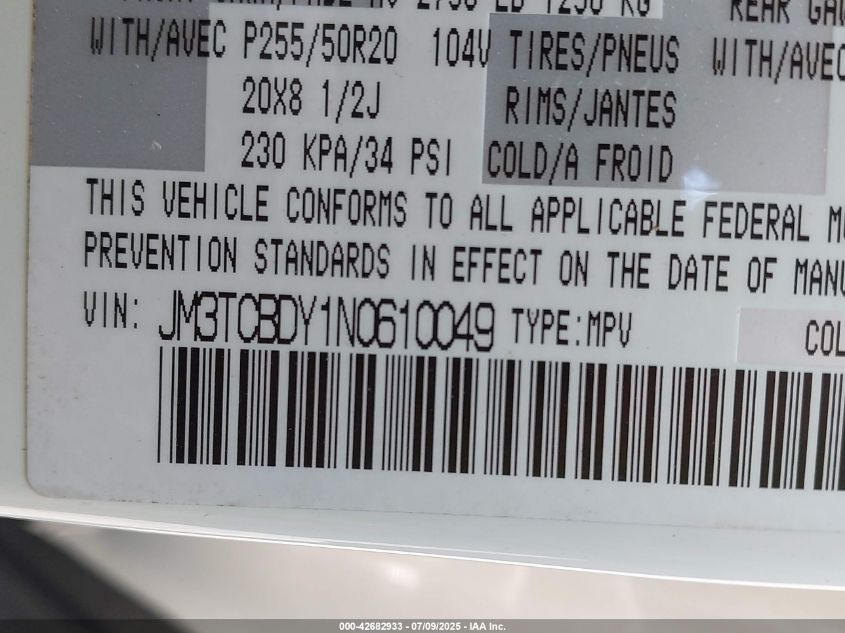 WITH/AVEC P255/50R20 104V TIRES/PNEUS WITH/AVEC
20X8 1/2J RIMS/JANTES
230 KPA/34 PSI COLD/A FROID
THIS VEHICLE CONFORMS TO ALL APPLICABLE FEDERAL M
PREVENTION STANDARDS IN EFFECT ON THE DATE OF MANU
VIN: JM3TCBDY1N0610049 TYPE:MPV COL
000-42682933 - 07/09/2025 - IAA Inc.